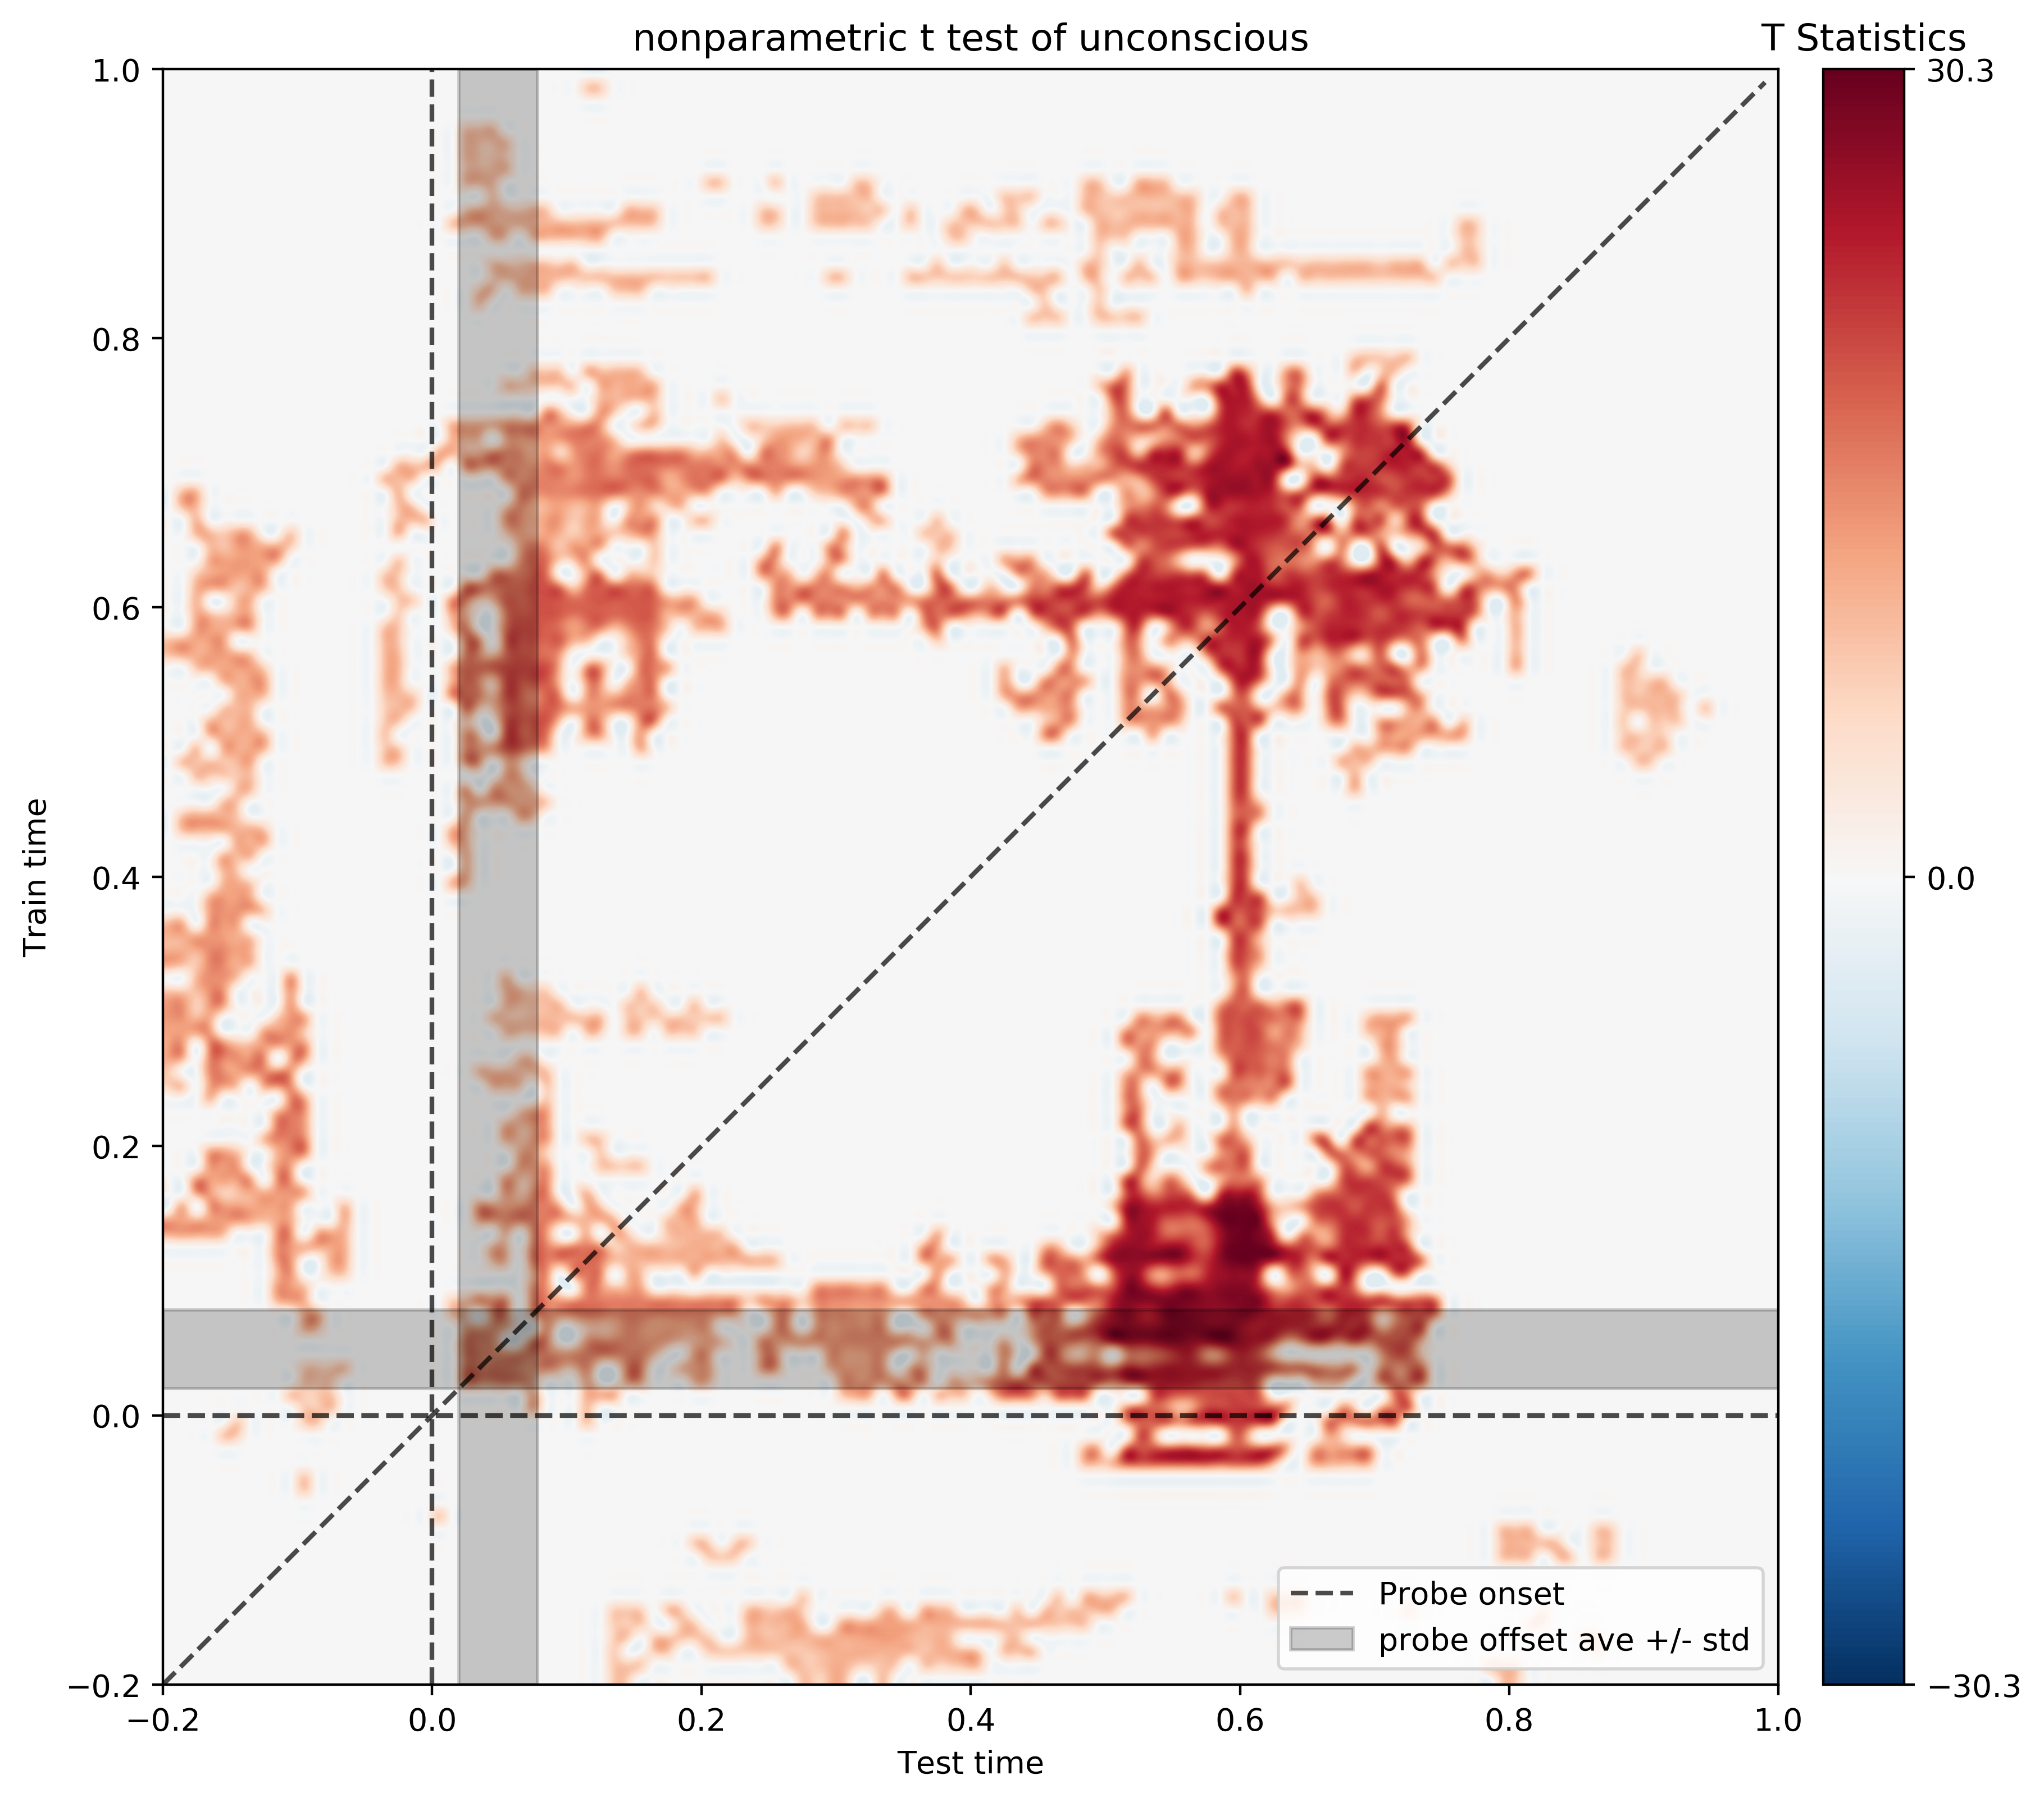 nonparametric t test of unconscious
T Statistics
1.0
0.8
0.6
0.4
0.2
0.0
−0.2
Train time
−0.2
0.0
0.2
0.4
0.6
0.8
1.0
Test time
Probe onset
probe offset ave +/- std
30.3
0.0
−30.3